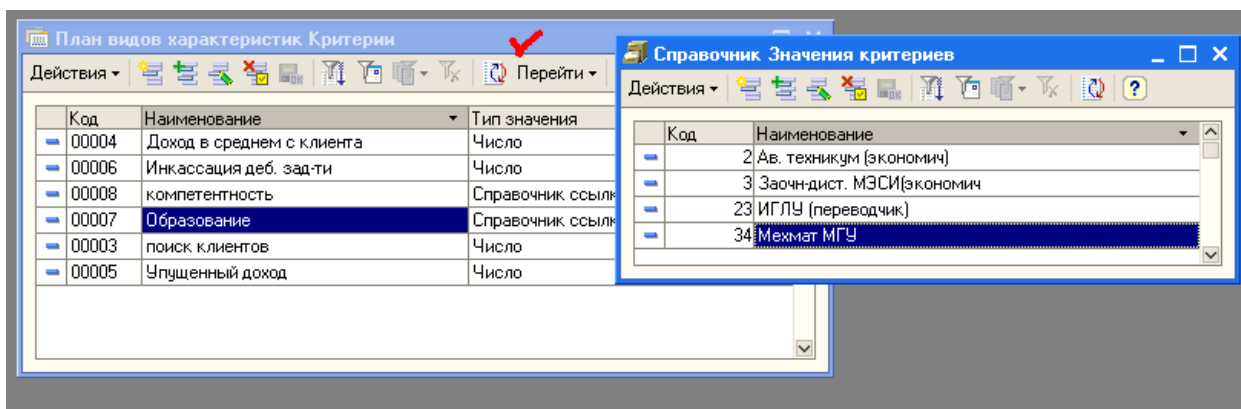 План видов характеристик Критерии
Действия
Перейти
Код Наименование Тип значения
00004 Доход в среднем с клиента Число
00006 Инкассация деб. зад-ти Число
00008 компетентность Справочник ссылк
00007 Образование Справочник ссылк
00003 поиск клиентов Число
00005 Упущенный доход Число
Справочник Значения критериев
Действия
?
Код Наименование
2 Ав. техникум (экономич)
3 Заочн-дист. МЭСИ(экономич
23 ИГЛУ (переводчик)
34 Мехмат МГУ